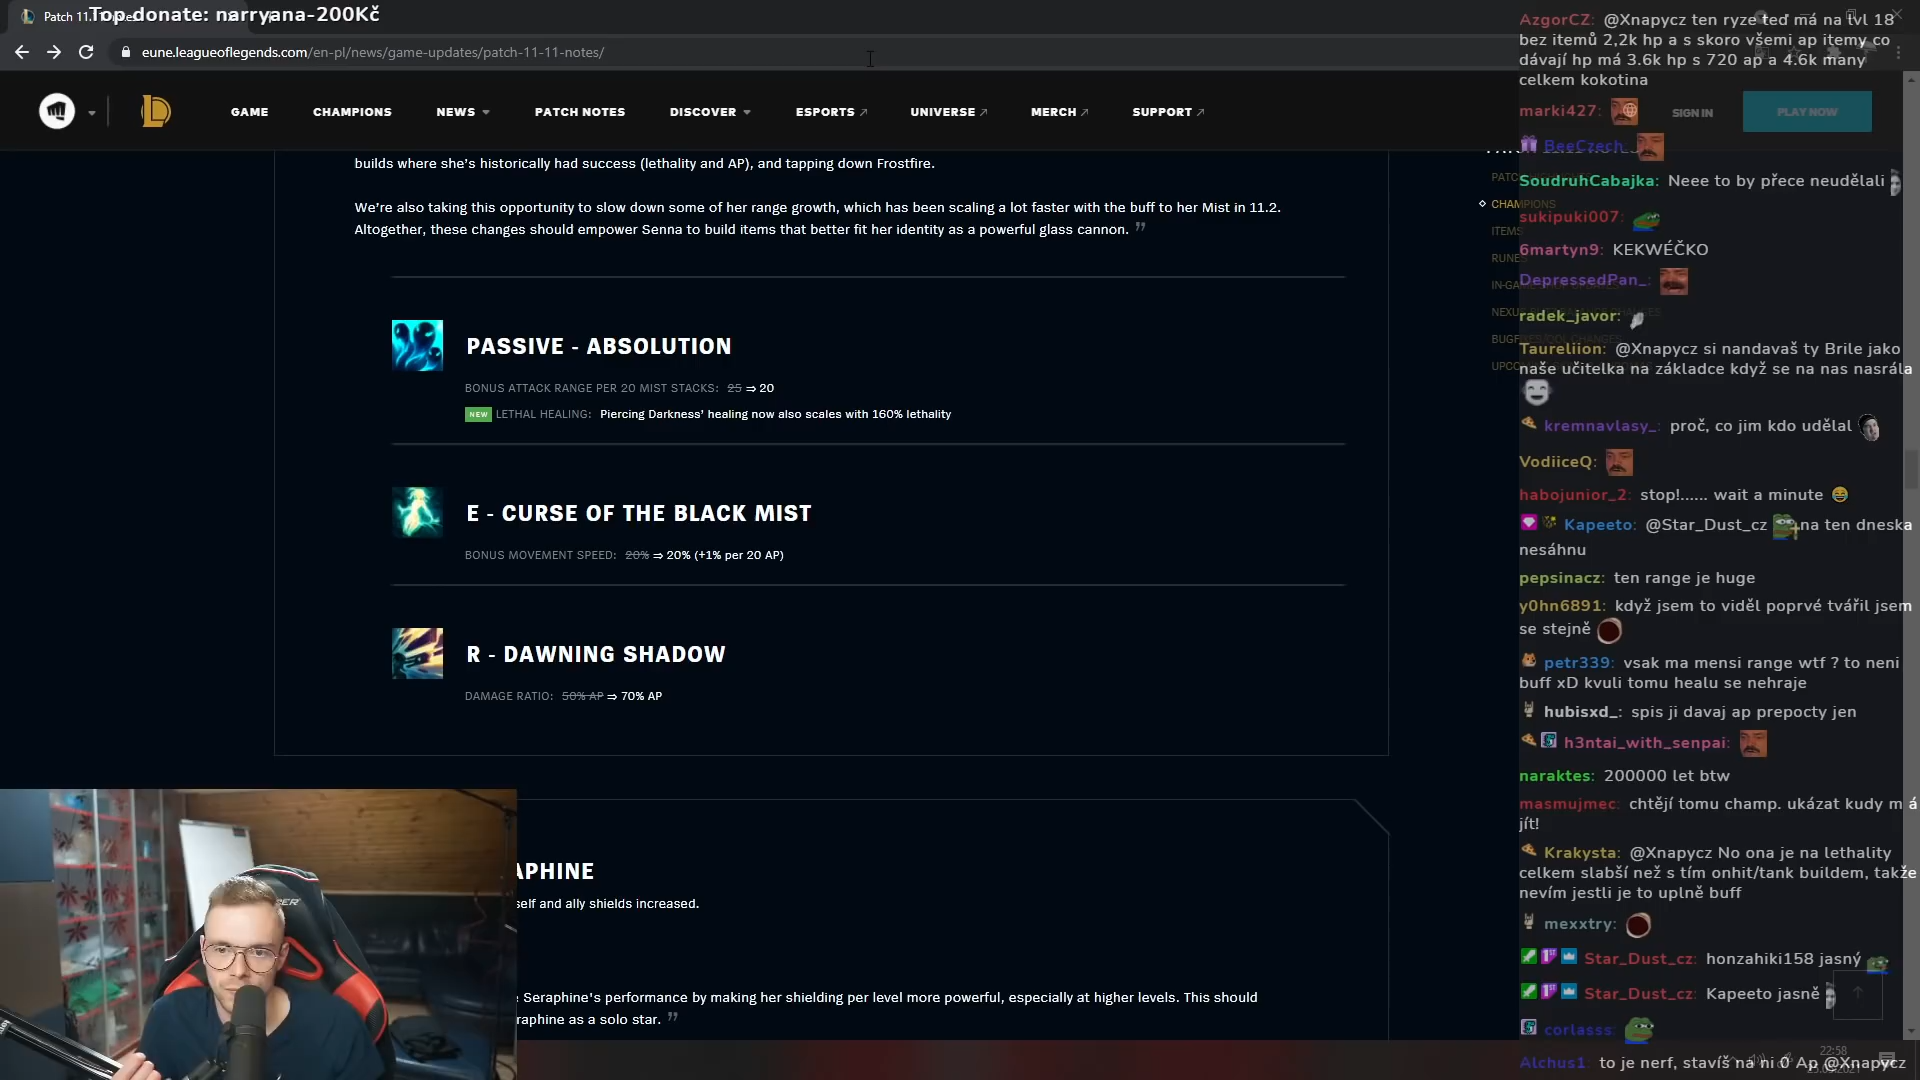 Patch 11.
Top donate: narryana-200Kč
eune.leagueoflegends.com/en-pl/news/game-updates/patch-11-11-notes/
GAME
CHAMPIONS
NEWS
PATCH NOTES
DISCOVER
ESPORTS
UNIVERSE
MERCH
SUPPORT
SIGN IN
PLAY NOW
builds where she's historically had success (lethality and AP), and tapping down Frostfire.
We're also taking this opportunity to slow down some of her range growth, which has been scaling a lot faster with the buff to her Mist in 11.2.
Altogether, these changes should empower Senna to build items that better fit her identity as a powerful glass cannon. ”
PASSIVE - ABSOLUTION
BONUS ATTACK RANGE PER 20 MIST STACKS: 25 ⇒ 20
NEW LETHAL HEALING: Piercing Darkness' healing now also scales with 160% lethality
E - CURSE OF THE BLACK MIST
BONUS MOVEMENT SPEED: 20% ⇒ 20% (+1% per 20 AP)
R - DAWNING SHADOW
DAMAGE RATIO: 50% AP ⇒ 70% AP
APHINE
self and ally shields increased.
Seraphine's performance by making her shielding per level more powerful, especially at higher levels. This should
raphine as a solo star. ”
CHAMPIONS
ITEMS
RUNES
AzgorCZ: @Xnapycz ten ryze teď má na lvl 18
bez itemů 2,2k hp a s skoro všemi ap itemy co
dávají hp má 3.6k hp s 720 ap a 4.6k many
celkem kokotina
marki427:
BeeCzech:
SoudruhCabajka: Neee to by přece neudělali
sukipuki007:
6martyn9: KEKWÉČKO
DepressedPan_:
radek_javor:
Taureliion: @Xnapycz si nandavaš ty Brile jako
naše učitelka na základce když se na nas nasrála
kremnavlasy_: proč, co jim kdo udělal
VodiiceQ:
habojunior_2: stop!...... wait a minute 😂
Kapeeto: @Star_Dust_cz na ten dneska
nesáhnu
pepsinacz: ten range je huge
y0hn6891: když jsem to viděl poprvé tvářil jsem
se stejně
petr339: vsak ma mensi range wtf ? to neni
buff xD kvuli tomu healu se nehraje
hubisxd_: spis ji davaj ap prepocty jen
h3ntai_with_senpai:
naraktes: 200000 let btw
masmujmec: chtějí tomu champ. ukázat kudy m á
jít!
Krakysta: @Xnapycz No ona je na lethality
celkem slabší než s tím onhit/tank buildem, takže
nevím jestli je to uplně buff
mexxtry:
Star_Dust_cz: honzahiki158 jasný
Star_Dust_cz: Kapeeto jasně
corlasss:
Alchus1: to je nerf, stavíš na ni 0 Ap @Xnapycz
22:58